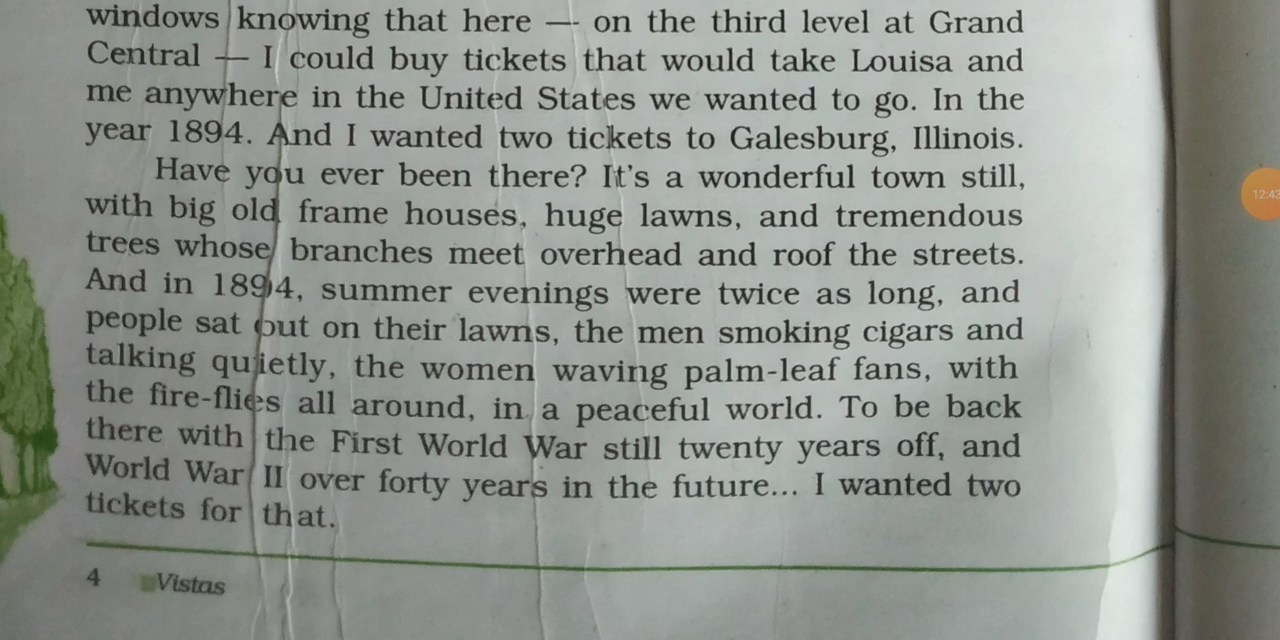 windows knowing that here — on the third level at Grand
Central — I could buy tickets that would take Louisa and
me anywhere in the United States we wanted to go. In the
year 1894. And I wanted two tickets to Galesburg, Illinois.
Have you ever been there? It's a wonderful town still,
with big old frame houses, huge lawns, and tremendous
trees whose branches meet overhead and roof the streets.
And in 1894, summer evenings were twice as long, and
people sat out on their lawns, the men smoking cigars and
talking quietly, the women waving palm-leaf fans, with
the fire-flies all around, in a peaceful world. To be back
there with the First World War still twenty years off, and
World War II over forty years in the future... I wanted two
tickets for that.
4 Vistas
12:43